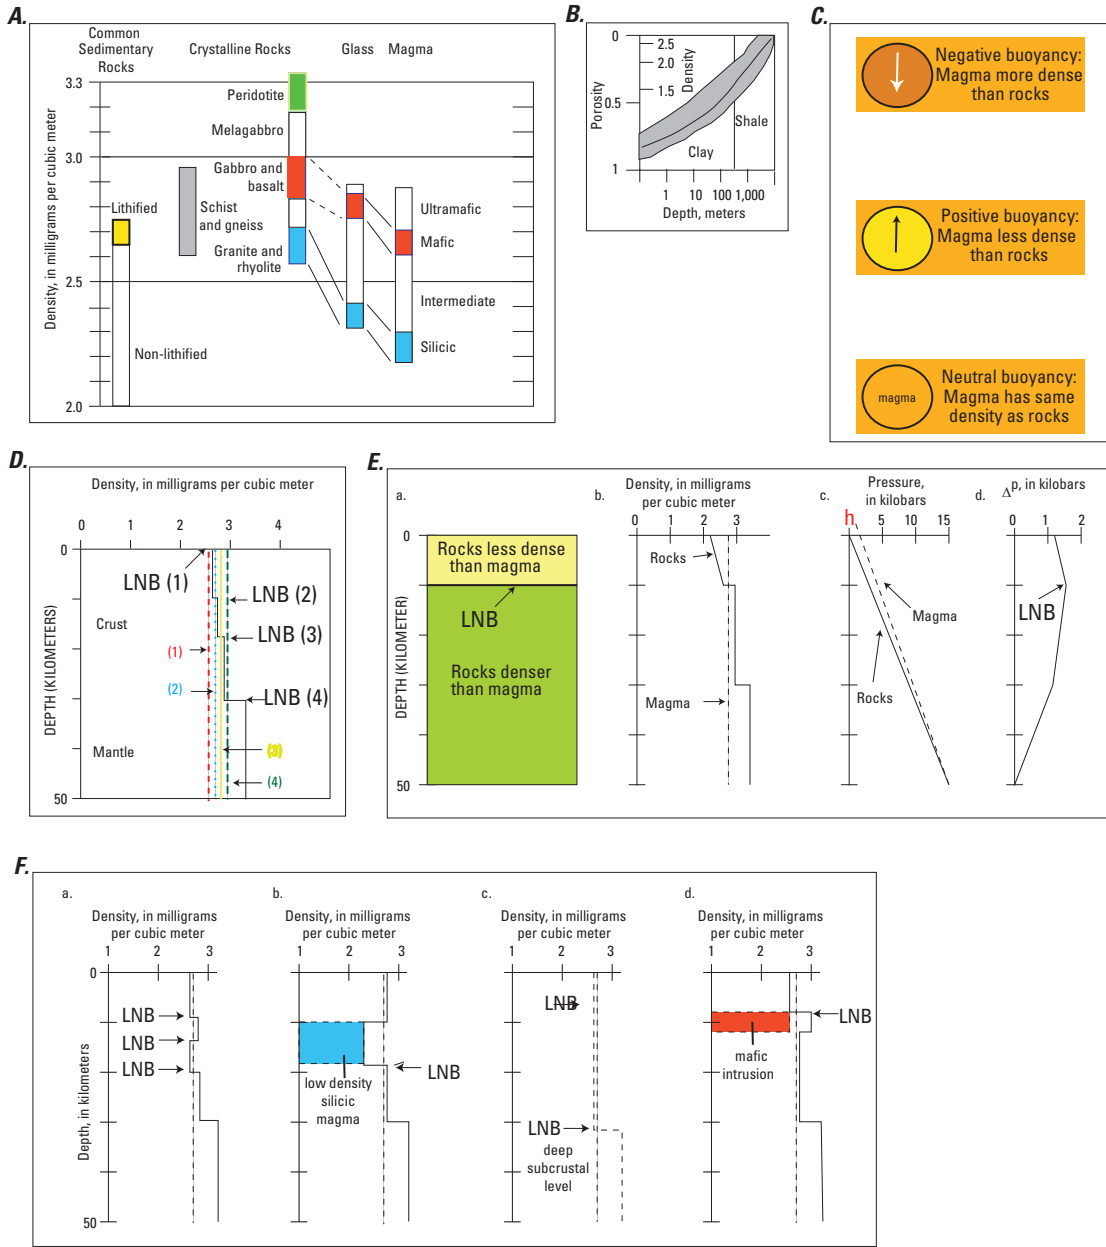 A.
Common
Sedimentary
Rocks
Crystalline Rocks
Glass
Magma
Density, in milligrams per cubic meter
3.3
3.0
2.5
2.0
Peridotite
Melagabbro
Gabbro and
basalt
Lithified
Schist
and gneiss
Granite and
rhyolite
Non-lithified
Ultramafic
Mafic
Intermediate
Silicic
B.
Porosity
0
0.5
1
2.5
2.0
1.5
Density
Shale
Clay
1 10 100 1,000
Depth, meters
C.
Negative buoyancy:
Magma more dense
than rocks
Positive buoyancy:
Magma less dense
than rocks
magma
Neutral buoyancy:
Magma has same
density as rocks
D.
Density, in milligrams per cubic meter
0 1 2 3 4
DEPTH (KILOMETERS)
0
50
LNB (1)
LNB (2)
LNB (3)
LNB (4)
Crust
Mantle
(1)
(2)
(3)
(4)
E.
a.
DEPTH (KILOMETER)
0
50
Rocks less dense
than magma
LNB
Rocks denser
than magma
b.
Density, in milligrams
per cubic meter
0 1 2 3
Rocks
Magma
c.
Pressure,
in kilobars
h
5 10 15
Magma
Rocks
d.
Δp, in kilobars
0 1 2
LNB
F.
a.
Density, in milligrams
per cubic meter
1 2 3
Depth, in kilometers
0
50
LNB
LNB
LNB
b.
Density, in milligrams
per cubic meter
1 2 3
LNB
low density
silicic
magma
c.
Density, in milligrams
per cubic meter
1 2 3
LNB
LNB
deep
subcrustal
level
d.
Density, in milligrams
per cubic meter
1 2 3
LNB
mafic
intrusion